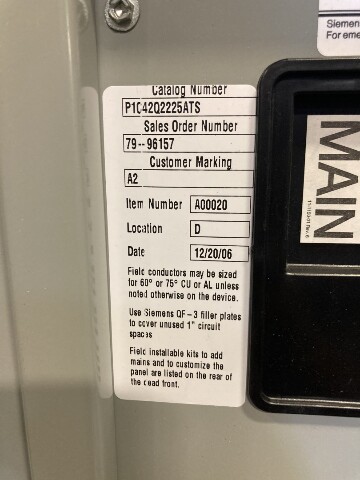 Siemen
For eme
Catalog Number
P1C42Q2225ATS
Sales Order Number
79--96157
Customer Marking
A2
Item Number A00020
Location D
Date 12/20/06
Field conductors may be sized
for 60° or 75° CU or AL unless
noted otherwise on the device.
Use Siemens QF-3 filler plates
to cover unused 1" circuit
spaces
Field installable kits to add
mains and to customize the
panel are listed on the rear of
the dead front.
MAIN